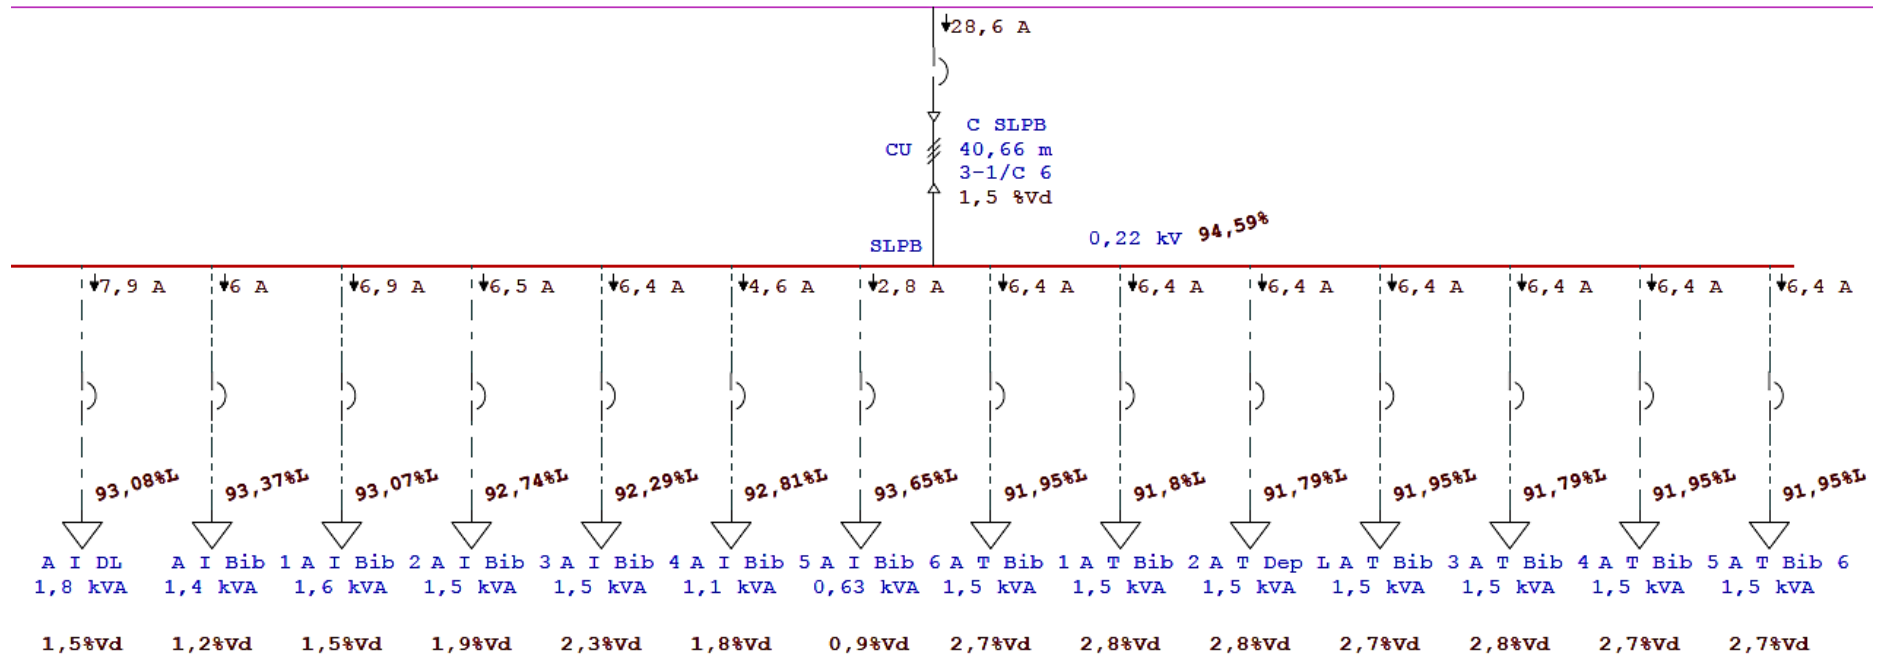 28,6 A
C SLPB
CU
40,66 m
3-1/C 6
1,5 %Vd
SLPB
0,22 kV
94,59%
7,9 A
6 A
6,9 A
6,5 A
6,4 A
4,6 A
2,8 A
6,4 A
6,4 A
6,4 A
6,4 A
6,4 A
6,4 A
6,4 A
93,08%L
93,37%L
93,07%L
92,74%L
92,29%L
92,81%L
93,65%L
91,95%L
91,8%L
91,79%L
91,95%L
91,79%L
91,95%L
91,95%L
A I DL
A I Bib 1
A I Bib 2
A I Bib 3
A I Bib 4
A I Bib 5
A I Bib 6
A T Bib 1
A T Bib 2
A T Dep L
A T Bib 3
A T Bib 4
A T Bib 5
A T Bib 6
1,8 kVA
1,4 kVA
1,6 kVA
1,5 kVA
1,5 kVA
1,1 kVA
0,63 kVA
1,5 kVA
1,5 kVA
1,5 kVA
1,5 kVA
1,5 kVA
1,5 kVA
1,5 kVA
1,5%Vd
1,2%Vd
1,5%Vd
1,9%Vd
2,3%Vd
1,8%Vd
0,9%Vd
2,7%Vd
2,8%Vd
2,8%Vd
2,7%Vd
2,8%Vd
2,7%Vd
2,7%Vd